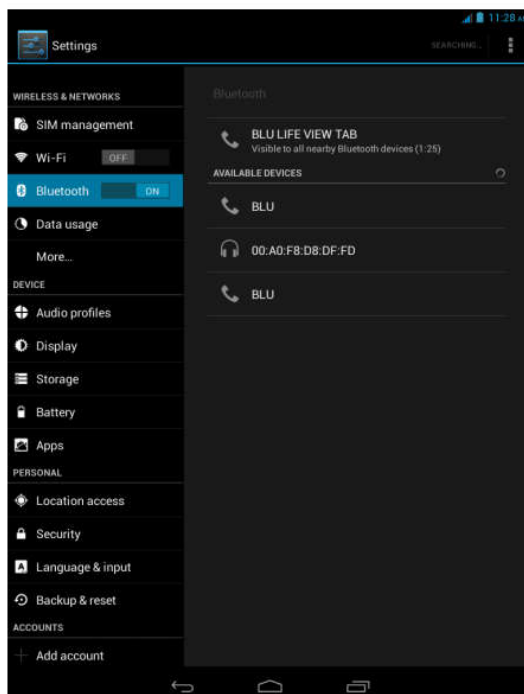 11:28 AM
Settings
SEARCHING...
WIRELESS & NETWORKS
SIM management
Wi-Fi
OFF
Bluetooth
ON
Data usage
More...
DEVICE
Audio profiles
Display
Storage
Battery
Apps
PERSONAL
Location access
Security
Language & input
Backup & reset
ACCOUNTS
Add account
Bluetooth
BLU LIFE VIEW TAB
Visible to all nearby Bluetooth devices (1:25)
AVAILABLE DEVICES
BLU
00:A0:F8:D8:DF:FD
BLU